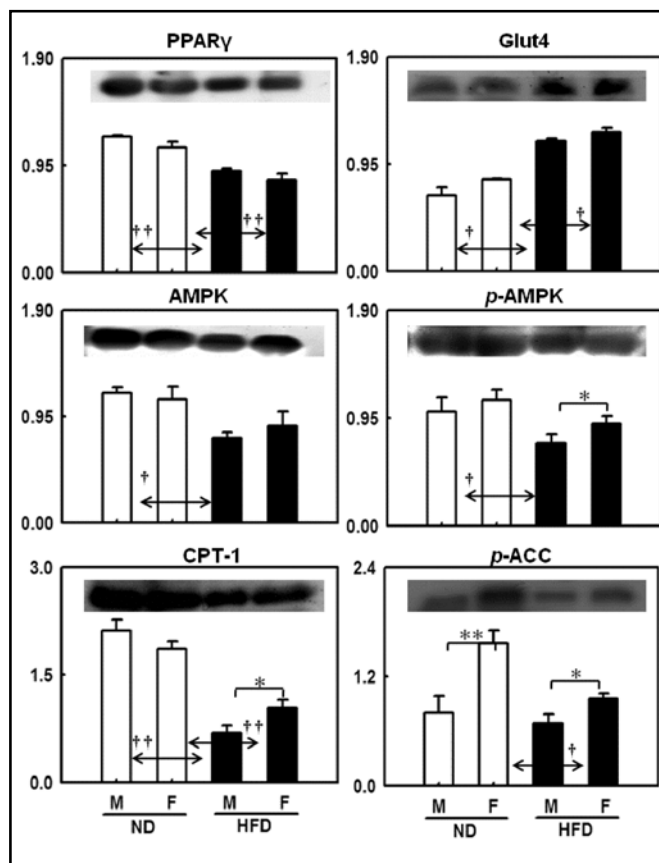 PPARγ
1.90
0.95
0.00
†† ††
Glut4
1.90
0.95
0.00
† †
AMPK
1.90
0.95
0.00
†
p-AMPK
1.90
0.95
0.00
*
†
CPT-1
3.0
1.5
0.0
*
†† ††
M F M F
ND HFD
p-ACC
2.4
1.2
0.0
** *
†
M F M F
ND HFD